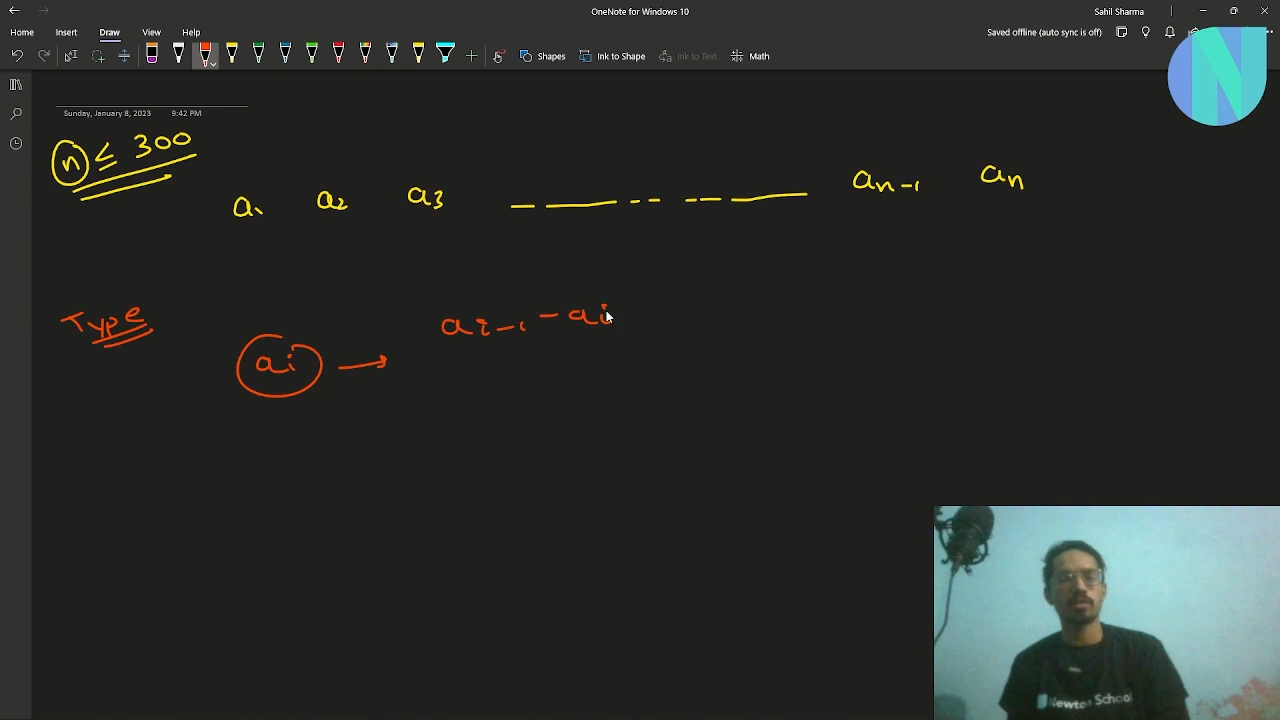 OneNote for Windows 10
Sahil Sharma
Home Insert Draw View Help
Saved offline (auto sync is off)
Shapes Ink to Shape Ink to Text Math
Sunday, January 8, 2023 9:42 PM
n ≤ 300
a1 a2 a3 an-1 an
Type
ai → ai-1 - ai
Newton School
N